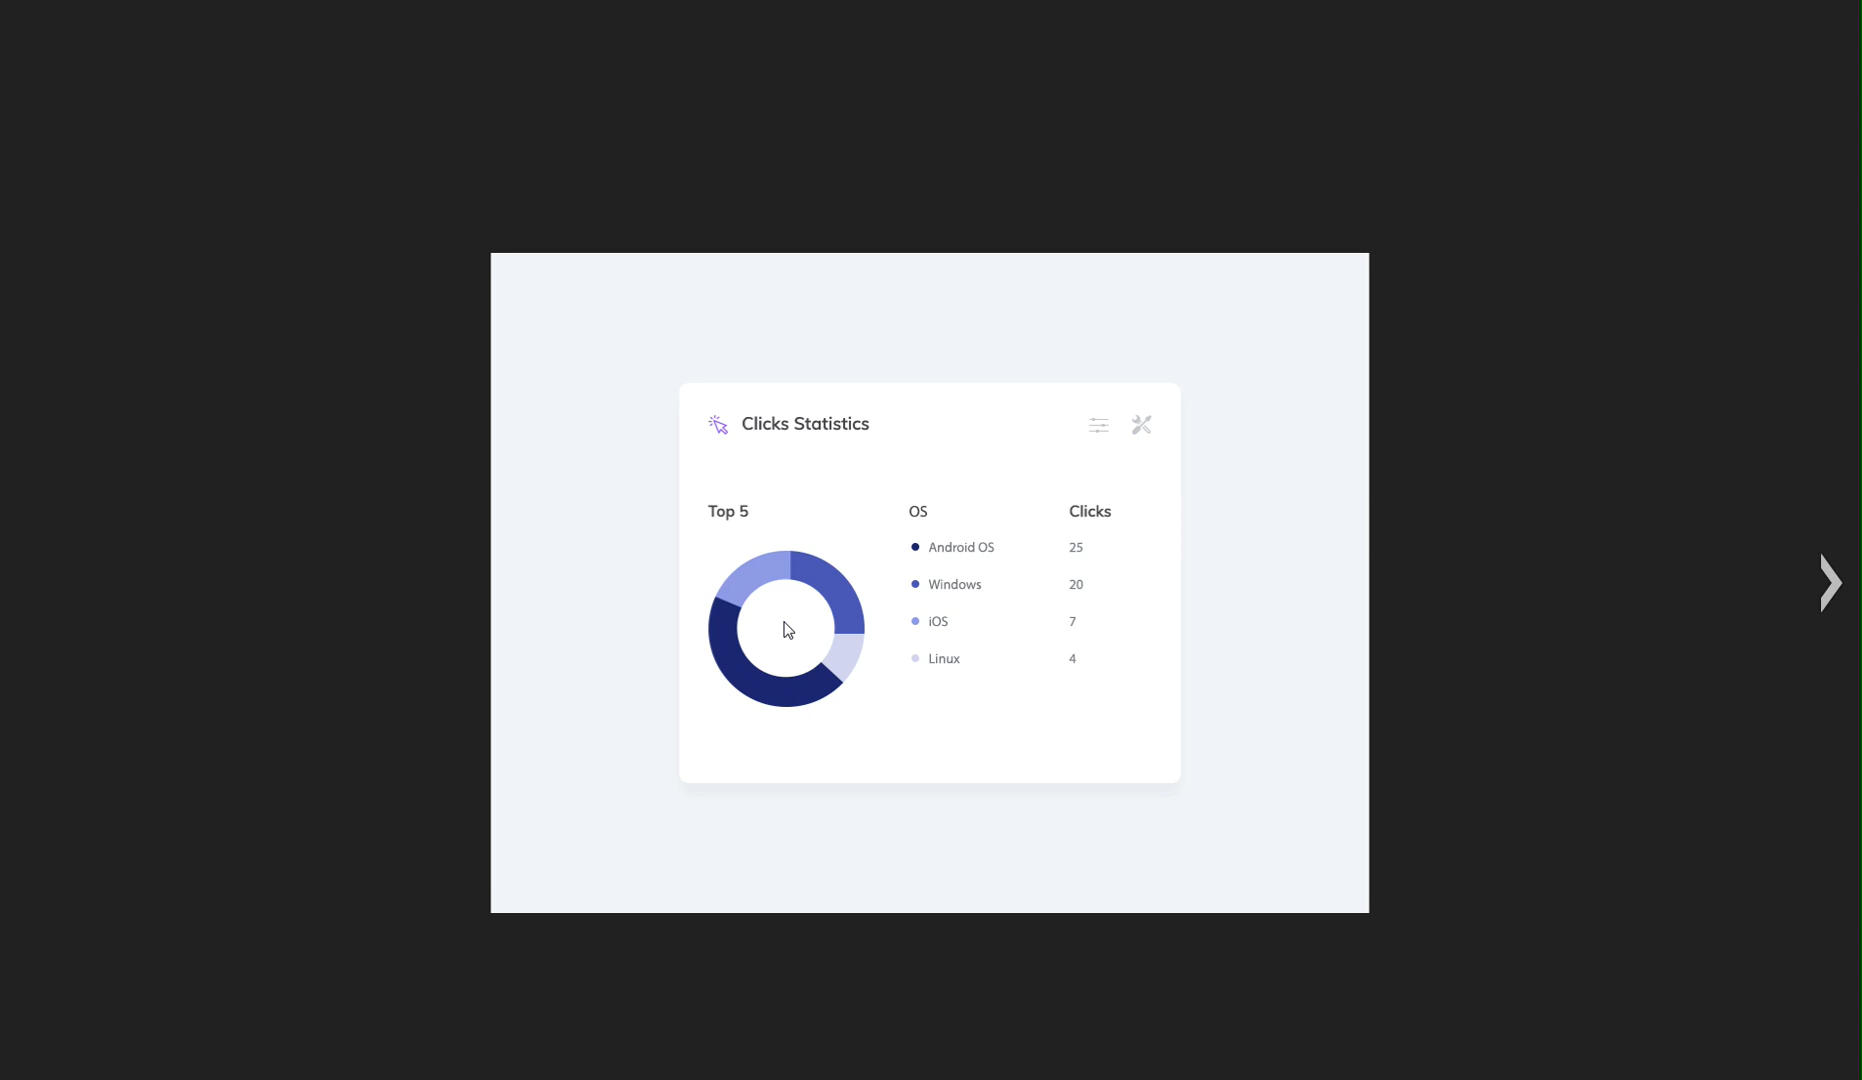 Clicks Statistics
Top 5
OS
Clicks
Android OS
25
Windows
20
iOS
7
Linux
4